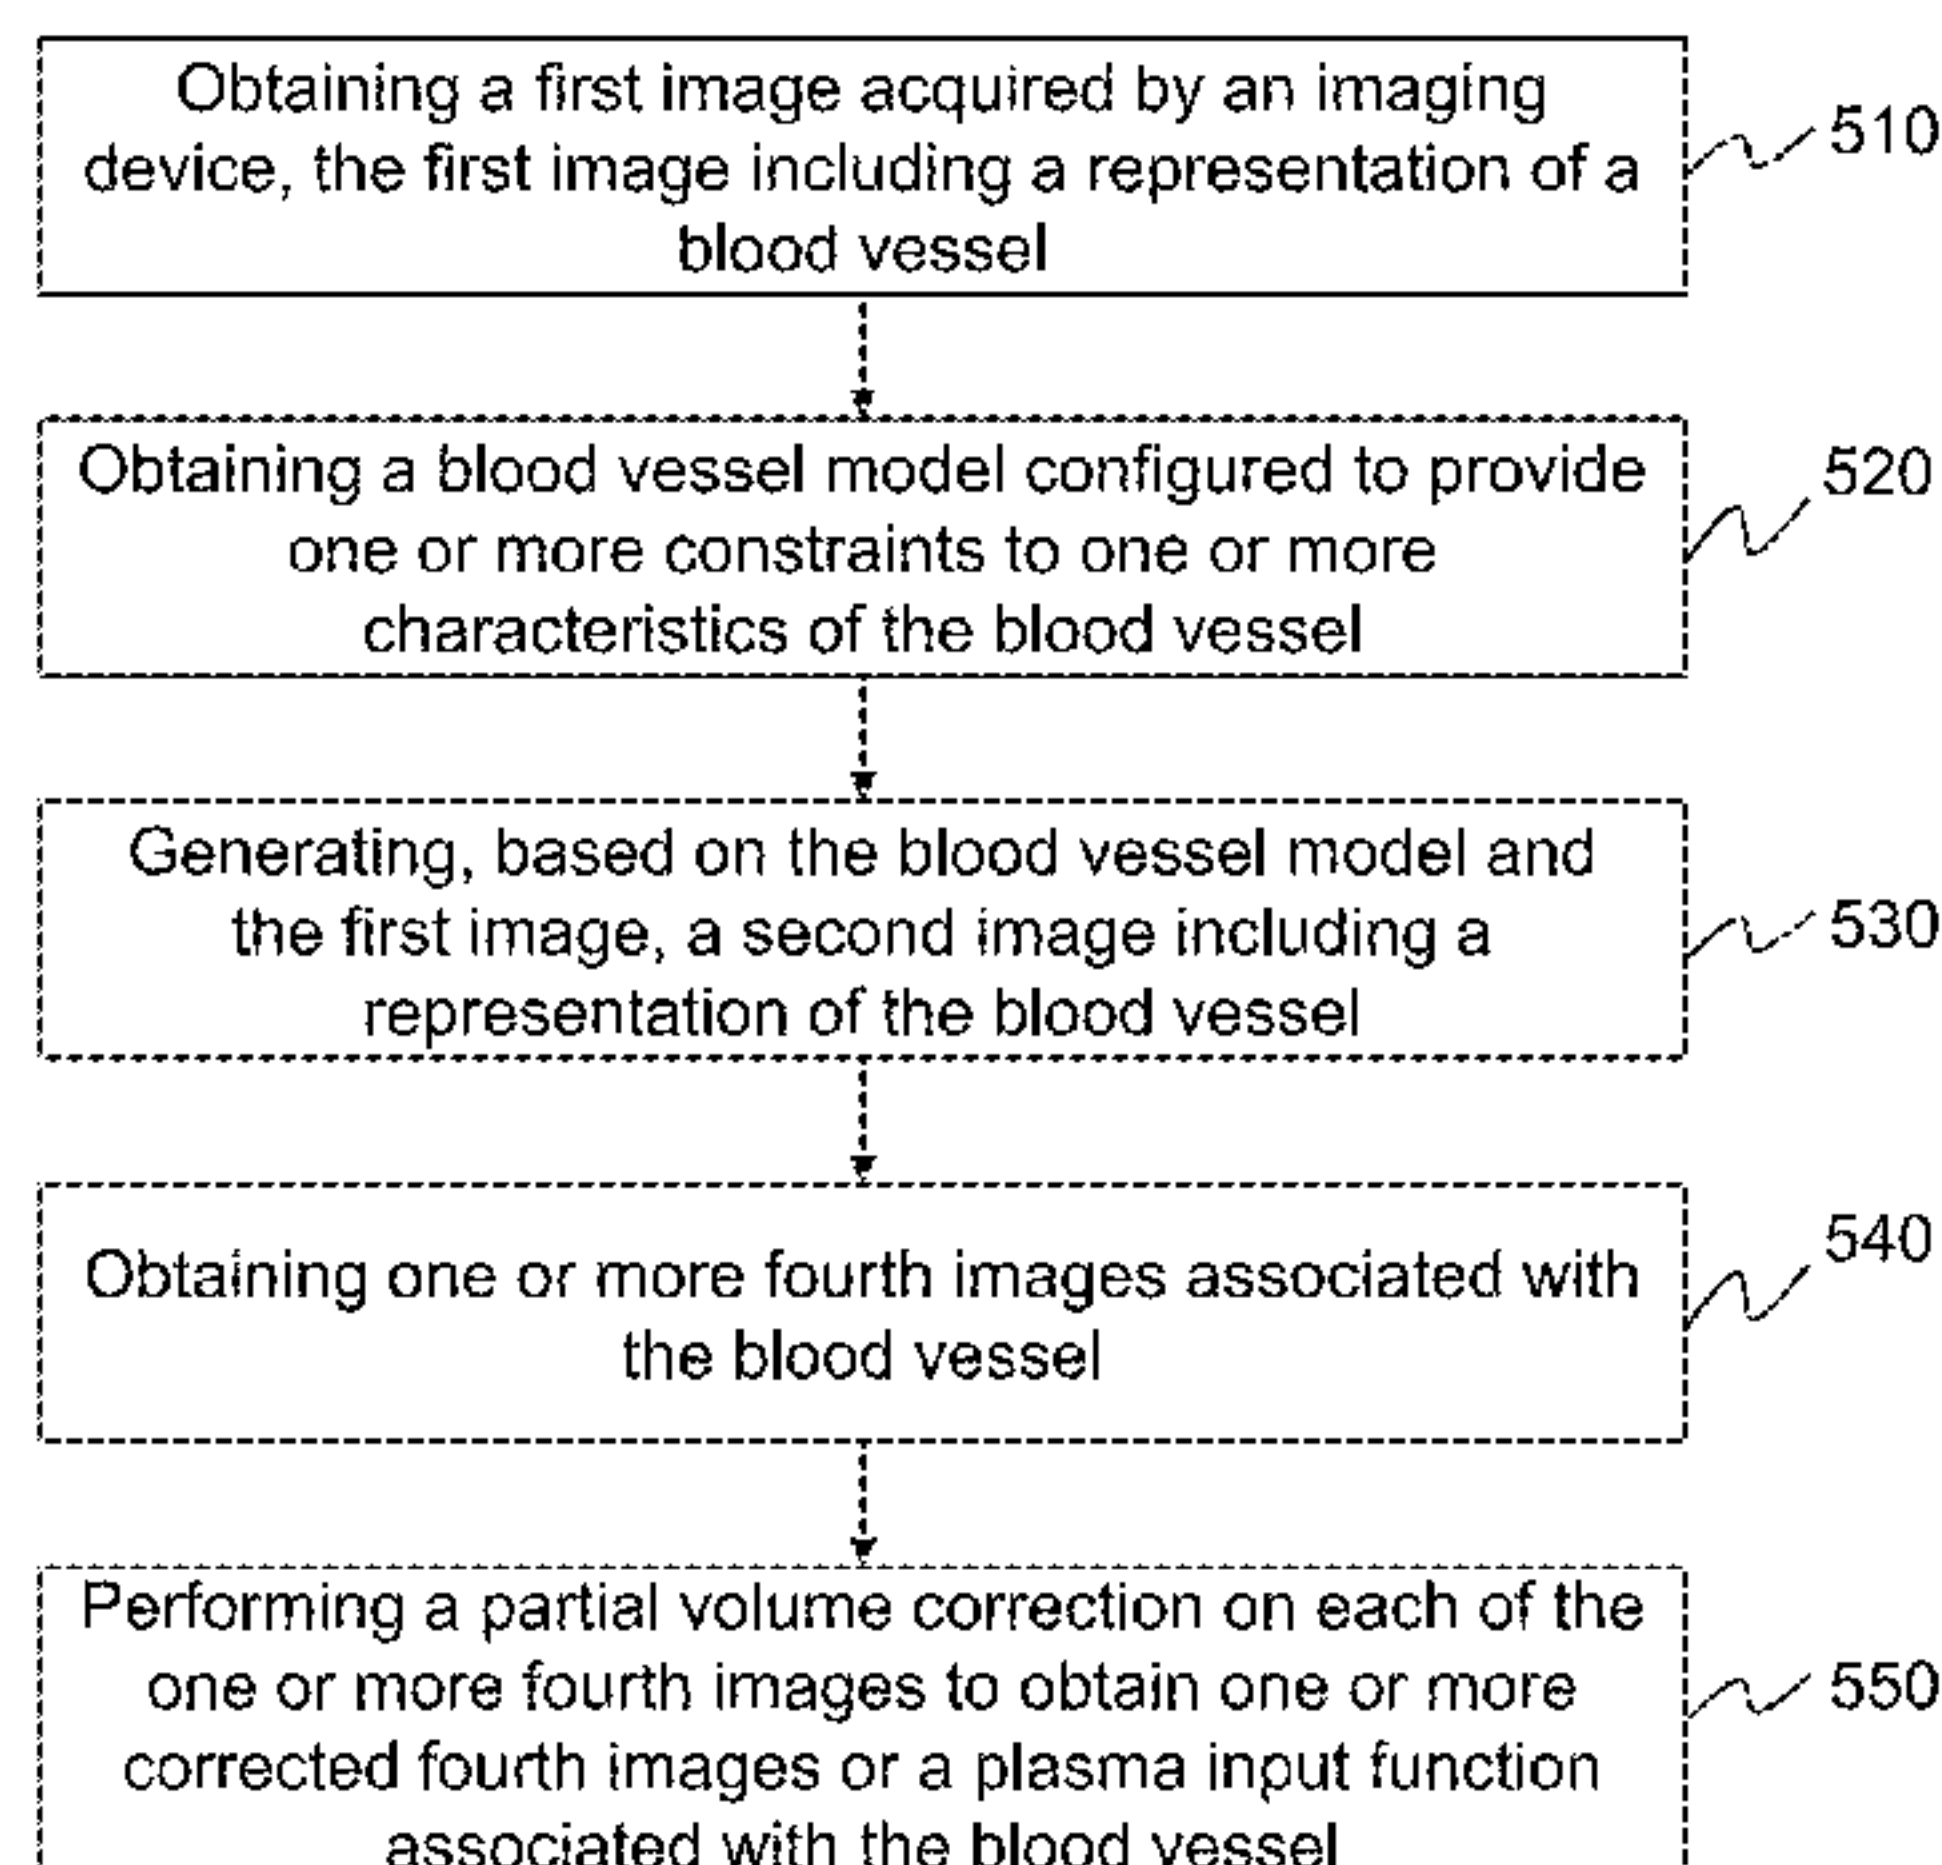 Obtaining a first image acquired by an imaging
device, the first image including a representation of a
blood vessel
510
Obtaining a blood vessel model configured to provide
one or more constraints to one or more
characteristics of the blood vessel
520
Generating, based on the blood vessel model and
the first image, a second image including a
representation of the blood vessel
530
Obtaining one or more fourth images associated with
the blood vessel
540
Performing a partial volume correction on each of the
one or more fourth images to obtain one or more
corrected fourth images or a plasma input function
associated with the blood vessel
550